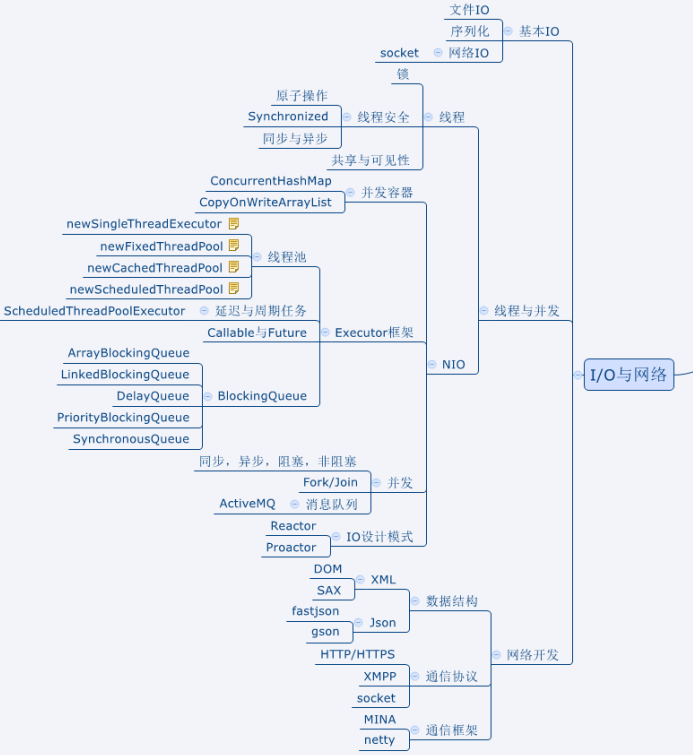 文件IO
序列化
基本IO
socket
网络IO
锁
原子操作
Synchronized
线程安全
线程
同步与异步
共享与可见性
ConcurrentHashMap
并发容器
CopyOnWriteArrayList
newSingleThreadExecutor
newFixedThreadPool
线程池
newCachedThreadPool
newScheduledThreadPool
ScheduledThreadPoolExecutor
延迟与周期任务
线程与并发
Callable与Future
Executor框架
ArrayBlockingQueue
NIO
LinkedBlockingQueue
I/O与网络
DelayQueue
BlockingQueue
PriorityBlockingQueue
SynchronousQueue
同步，异步，阻塞，非阻塞
Fork/Join
并发
ActiveMQ
消息队列
Reactor
IO设计模式
Proactor
DOM
XML
SAX
数据结构
fastjson
Json
gson
HTTP/HTTPS
网络开发
XMPP
通信协议
socket
MINA
通信框架
netty